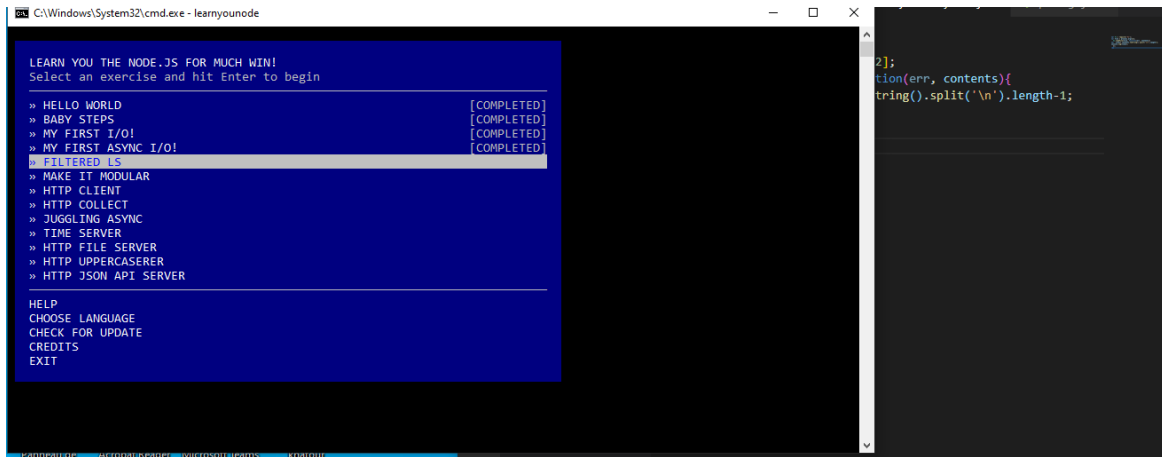 C:\Windows\System32\cmd.exe - learnyounode
LEARN YOU THE NODE.JS FOR MUCH WIN!
Select an exercise and hit Enter to begin
» HELLO WORLD [COMPLETED]
» BABY STEPS [COMPLETED]
» MY FIRST I/O! [COMPLETED]
» MY FIRST ASYNC I/O! [COMPLETED]
» FILTERED LS
» MAKE IT MODULAR
» HTTP CLIENT
» HTTP COLLECT
» JUGGLING ASYNC
» TIME SERVER
» HTTP FILE SERVER
» HTTP UPPERCASERER
» HTTP JSON API SERVER
HELP
CHOOSE LANGUAGE
CHECK FOR UPDATE
CREDITS
EXIT
2];
tion(err, contents){
tring().split('\n').length-1;
Acrobat Reader Microsoft Teams